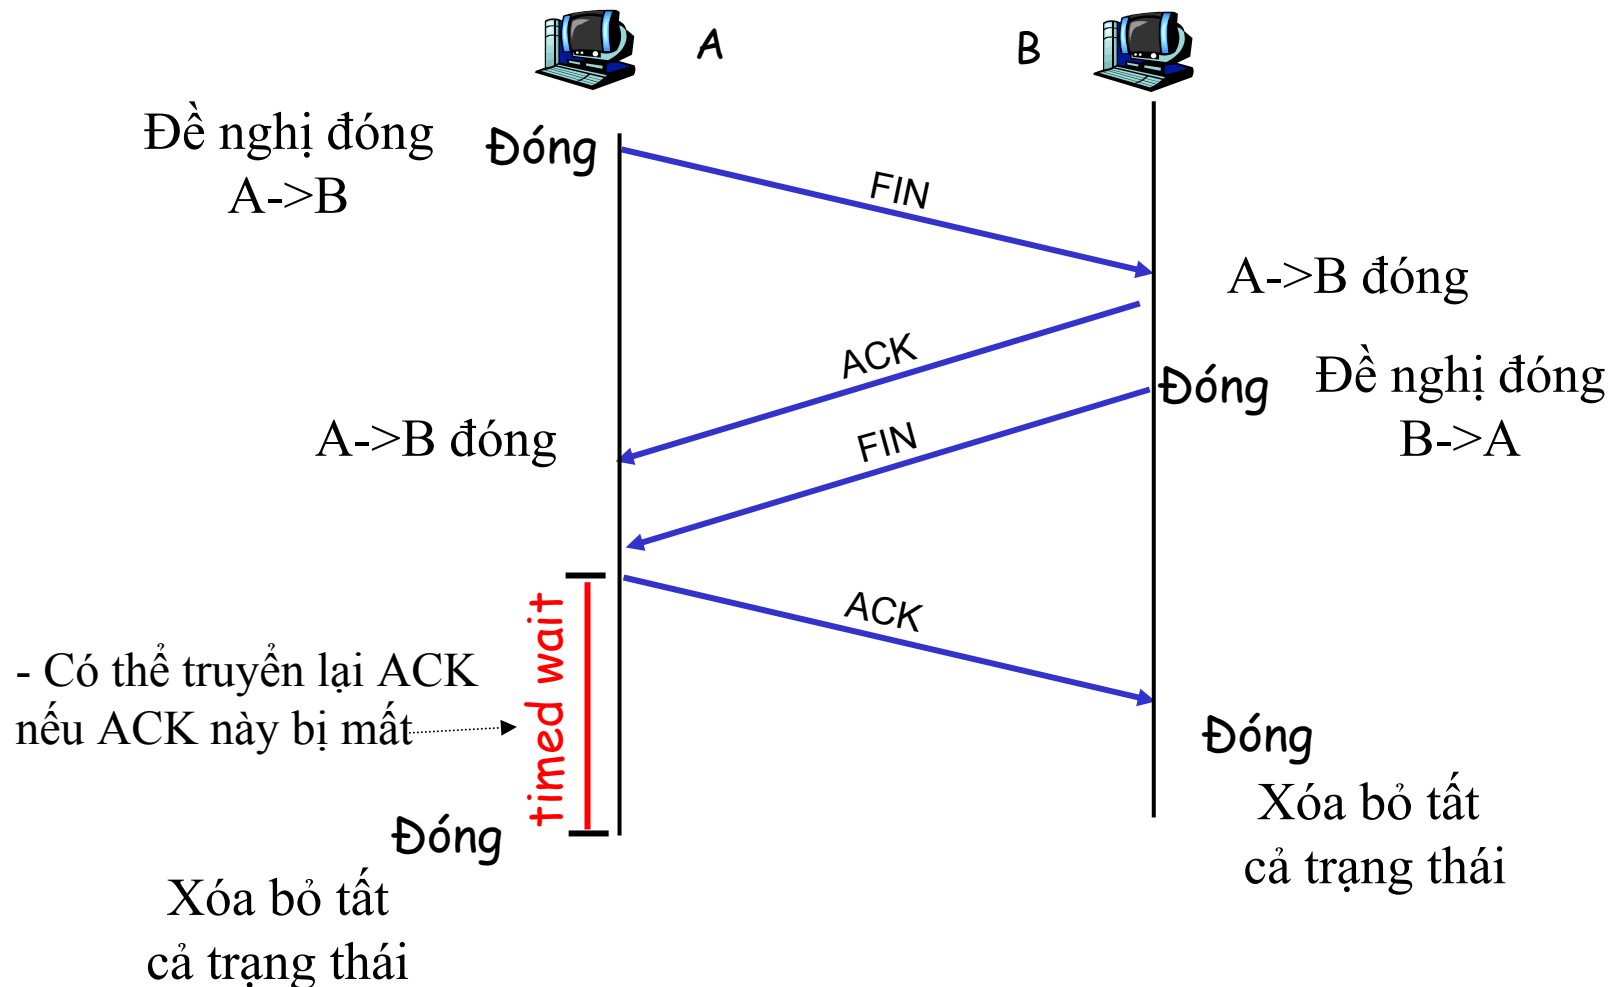 A
B
Đề nghị đóng
A->B
Đóng
FIN
A->B đóng
ACK
Đóng
Đề nghị đóng
B->A
A->B đóng
FIN
ACK
timed wait
- Có thể truyển lại ACK
nếu ACK này bị mất
Đóng
Xóa bỏ tất
cả trạng thái
Đóng
Xóa bỏ tất
cả trạng thái